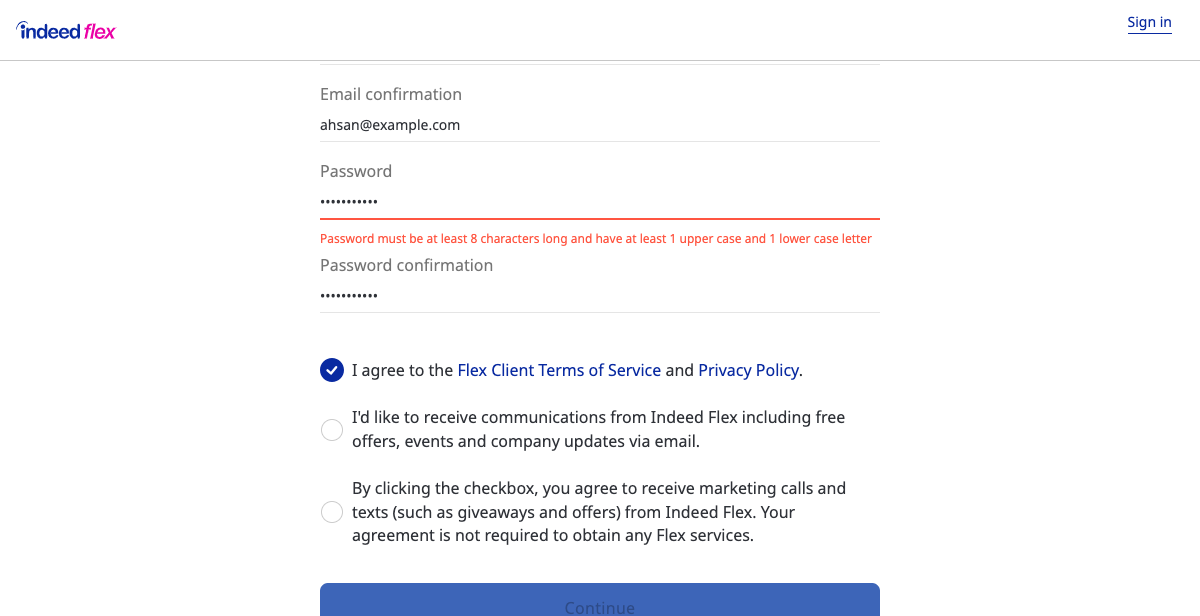 indeed flex
Sign in
Email confirmation
ahsan@example.com
Password
•••••••••••
Password must be at least 8 characters long and have at least 1 upper case and 1 lower case letter
Password confirmation
•••••••••••
I agree to the Flex Client Terms of Service and Privacy Policy.
I'd like to receive communications from Indeed Flex including free
offers, events and company updates via email.
By clicking the checkbox, you agree to receive marketing calls and
texts (such as giveaways and offers) from Indeed Flex. Your
agreement is not required to obtain any Flex services.
Continue